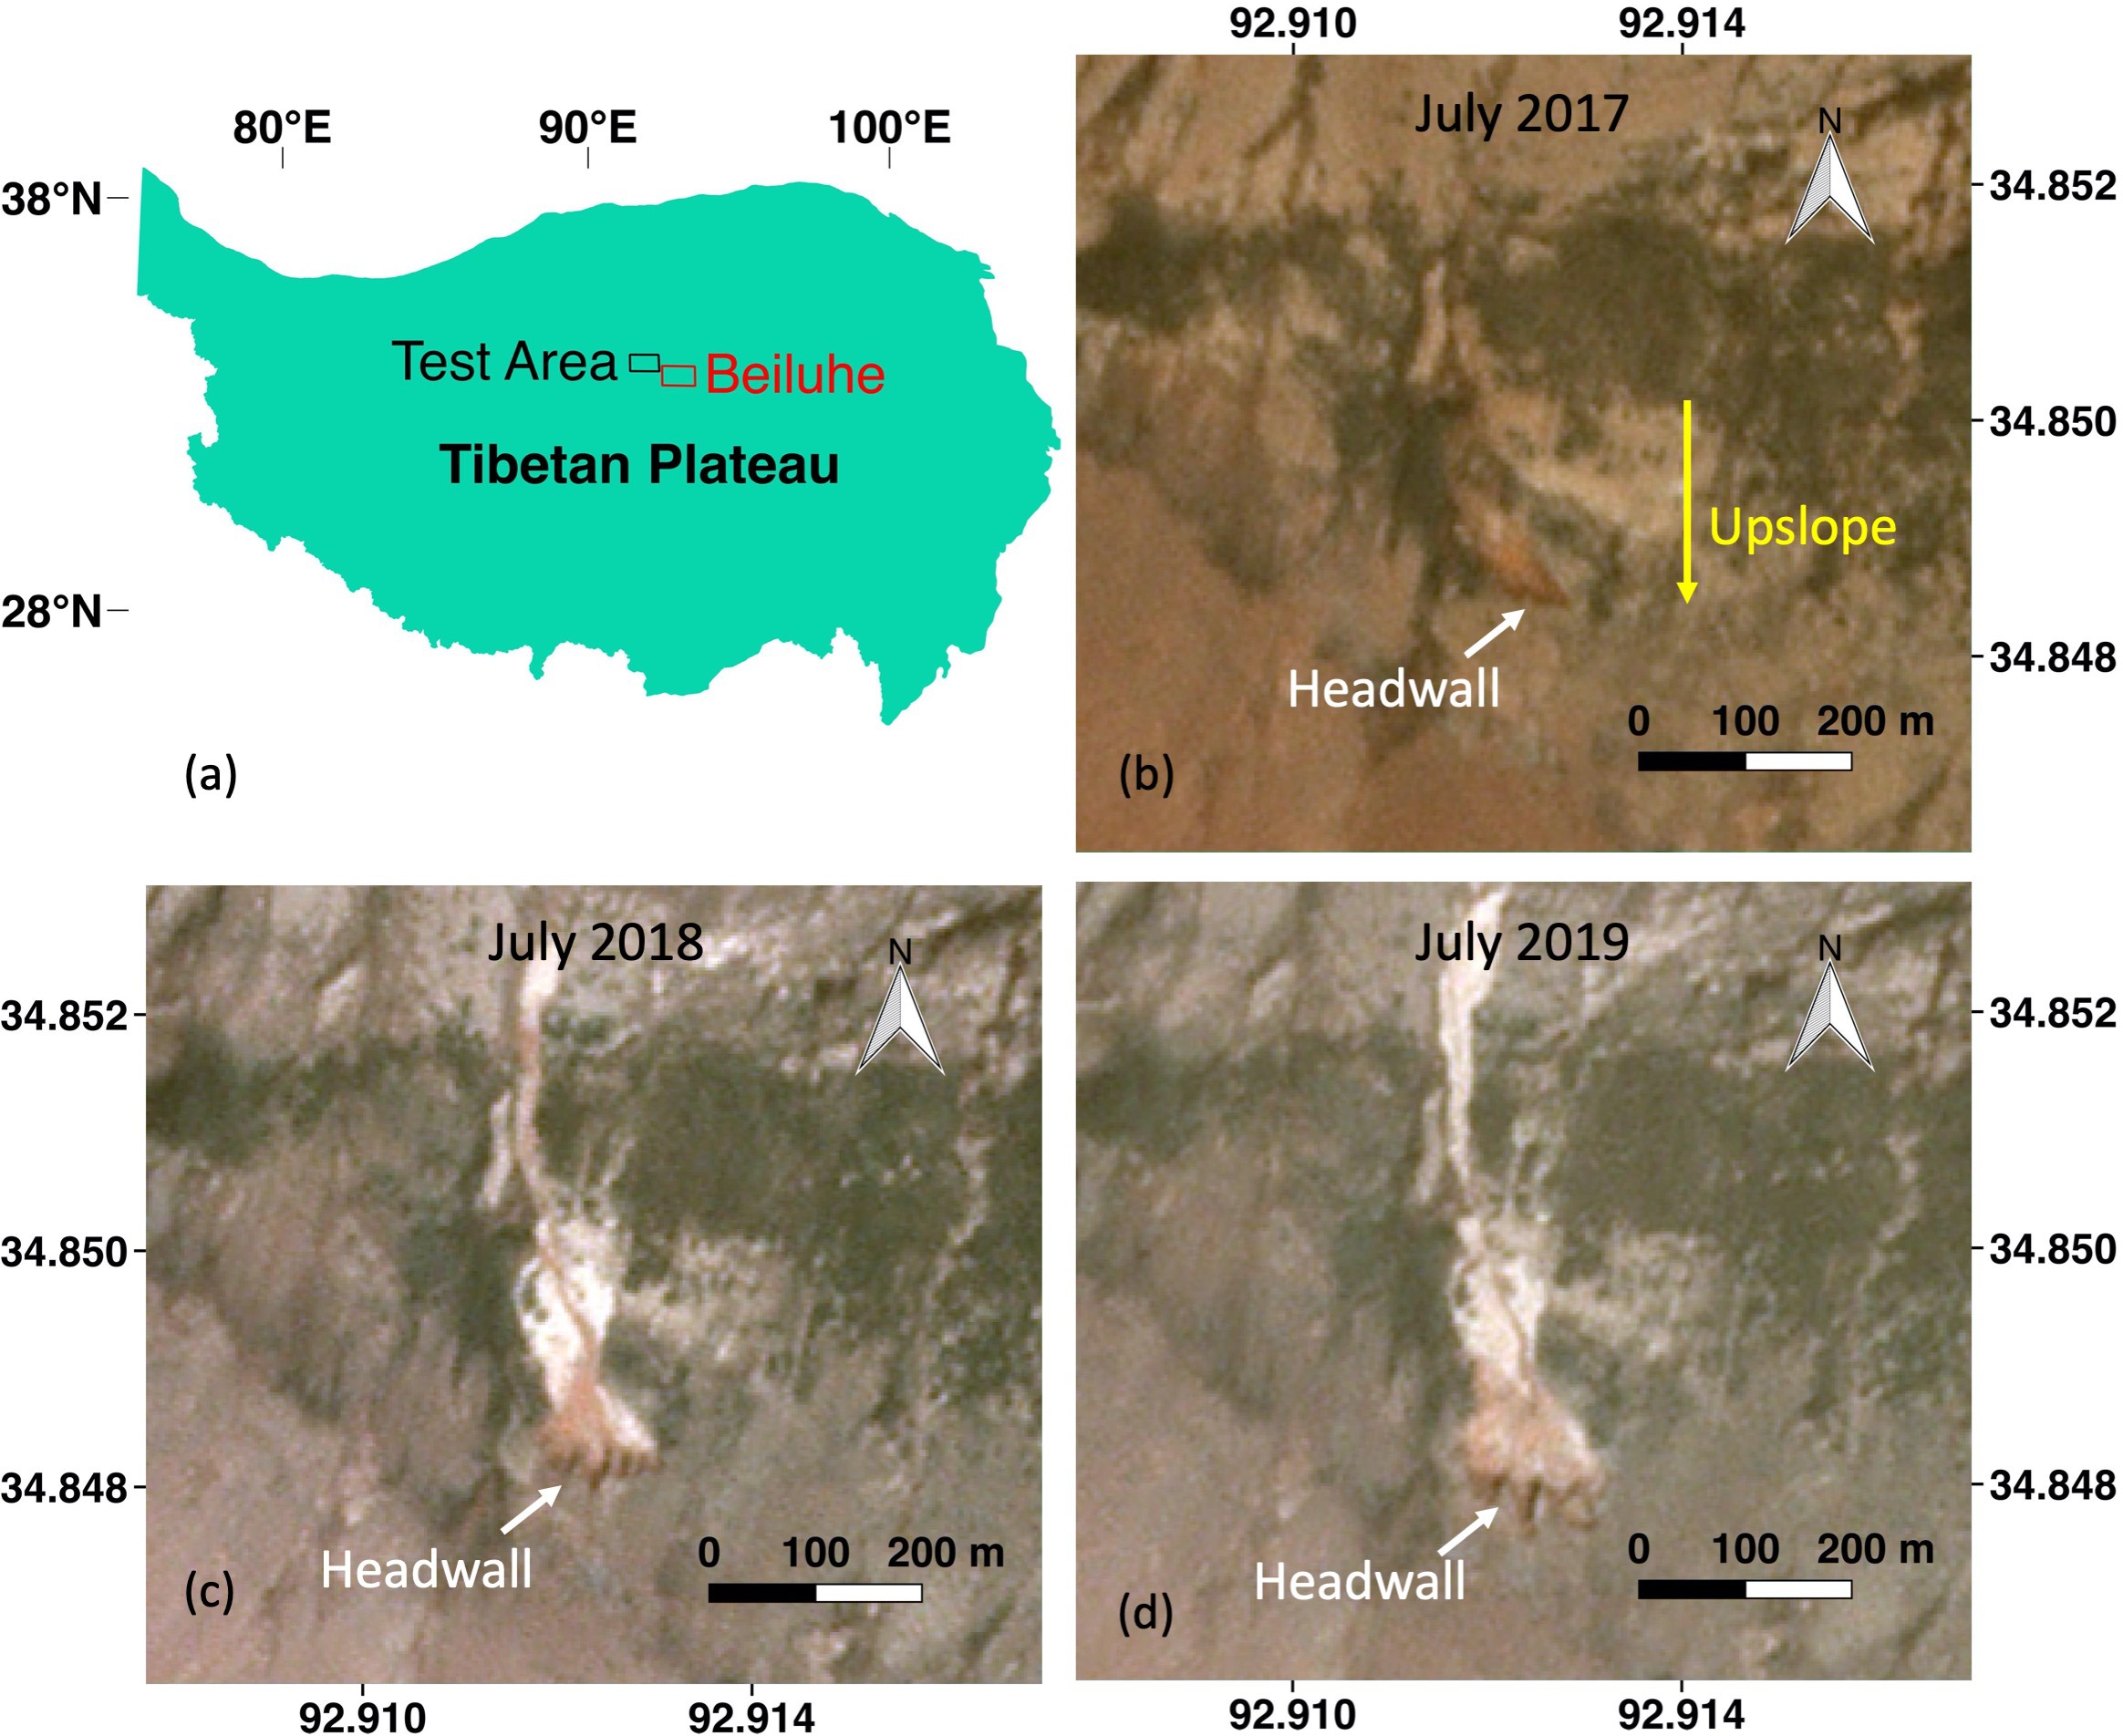 80°E 90°E 100°E
38°N
28°N
Test Area
Beiluhe
Tibetan Plateau
(a)
92.910 92.914
July 2017
N
34.852
34.850
34.848
Upslope
Headwall
0 100 200 m
(b)
July 2018
N
34.852
34.850
34.848
Headwall
0 100 200 m
(c)
92.910 92.914
July 2019
N
34.852
34.850
34.848
Headwall
0 100 200 m
(d)
92.910 92.914